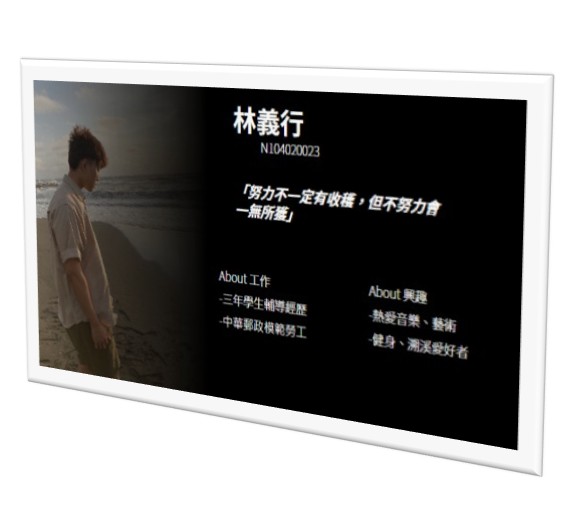 林義行
N104020023
「努力不一定有收穫，但不努力會
一無所獲」
About 工作
-三年學生輔導經歷
-中華郵政模範勞工
About 興趣
-熱愛音樂、藝術
-健身、溯溪愛好者